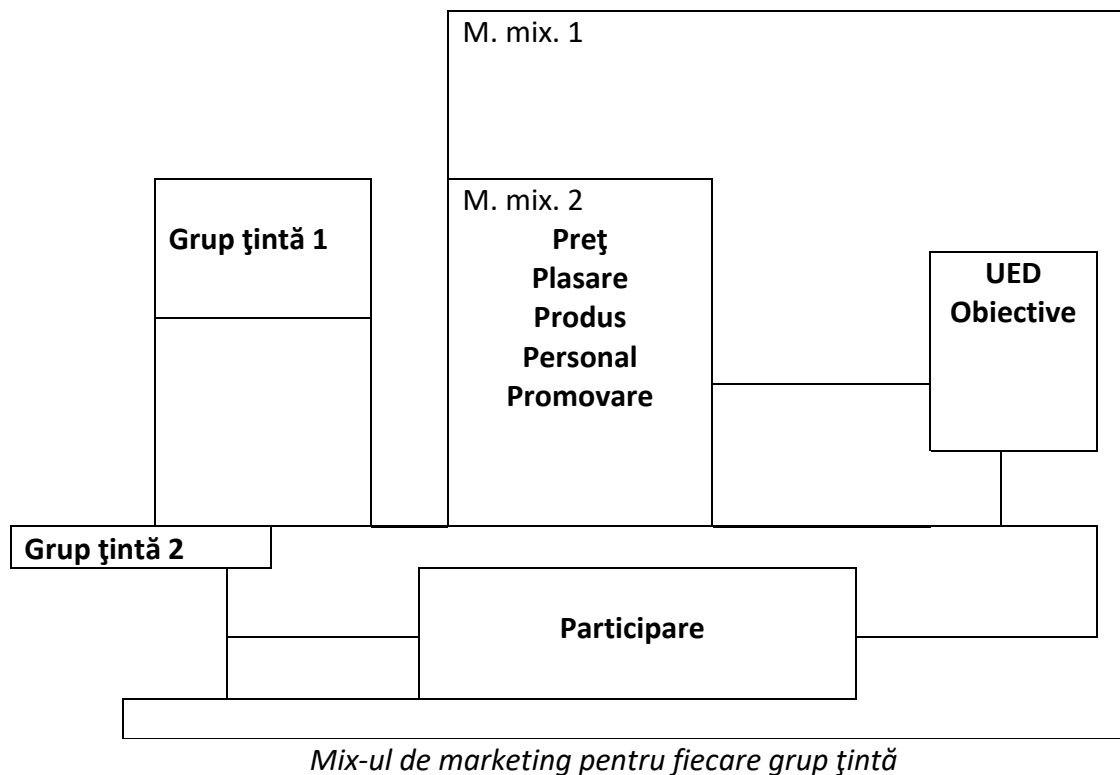 M. mix. 1
M. mix. 2
Grup ţintă 1
Preţ
Plasare
Produs
Personal
Promovare
UED
Obiective
Grup ţintă 2
Participare
Mix-ul de marketing pentru fiecare grup ţintă